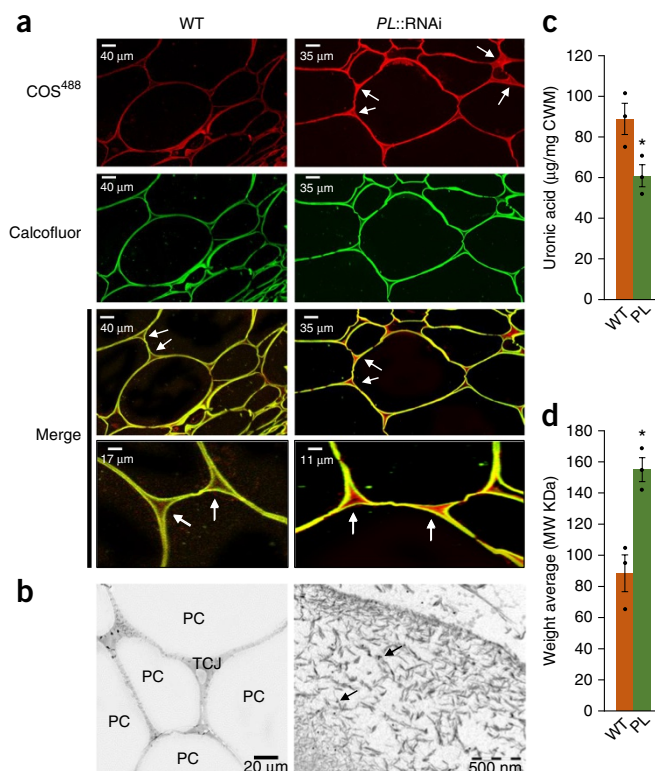 a
WT
PL::RNAi
COS488
40 μm
35 μm
Calcofluor
40 μm
35 μm
Merge
40 μm
35 μm
17 μm
11 μm
b
PC
TCJ
PC
PC
PC
PC
20 μm
500 nm
c
Uronic acid (μg/mg CWM)
120
100
80
60
40
20
0
*
WT
PL
d
Weight average (MW KDa)
180
160
140
120
100
80
60
40
20
0
*
WT
PL